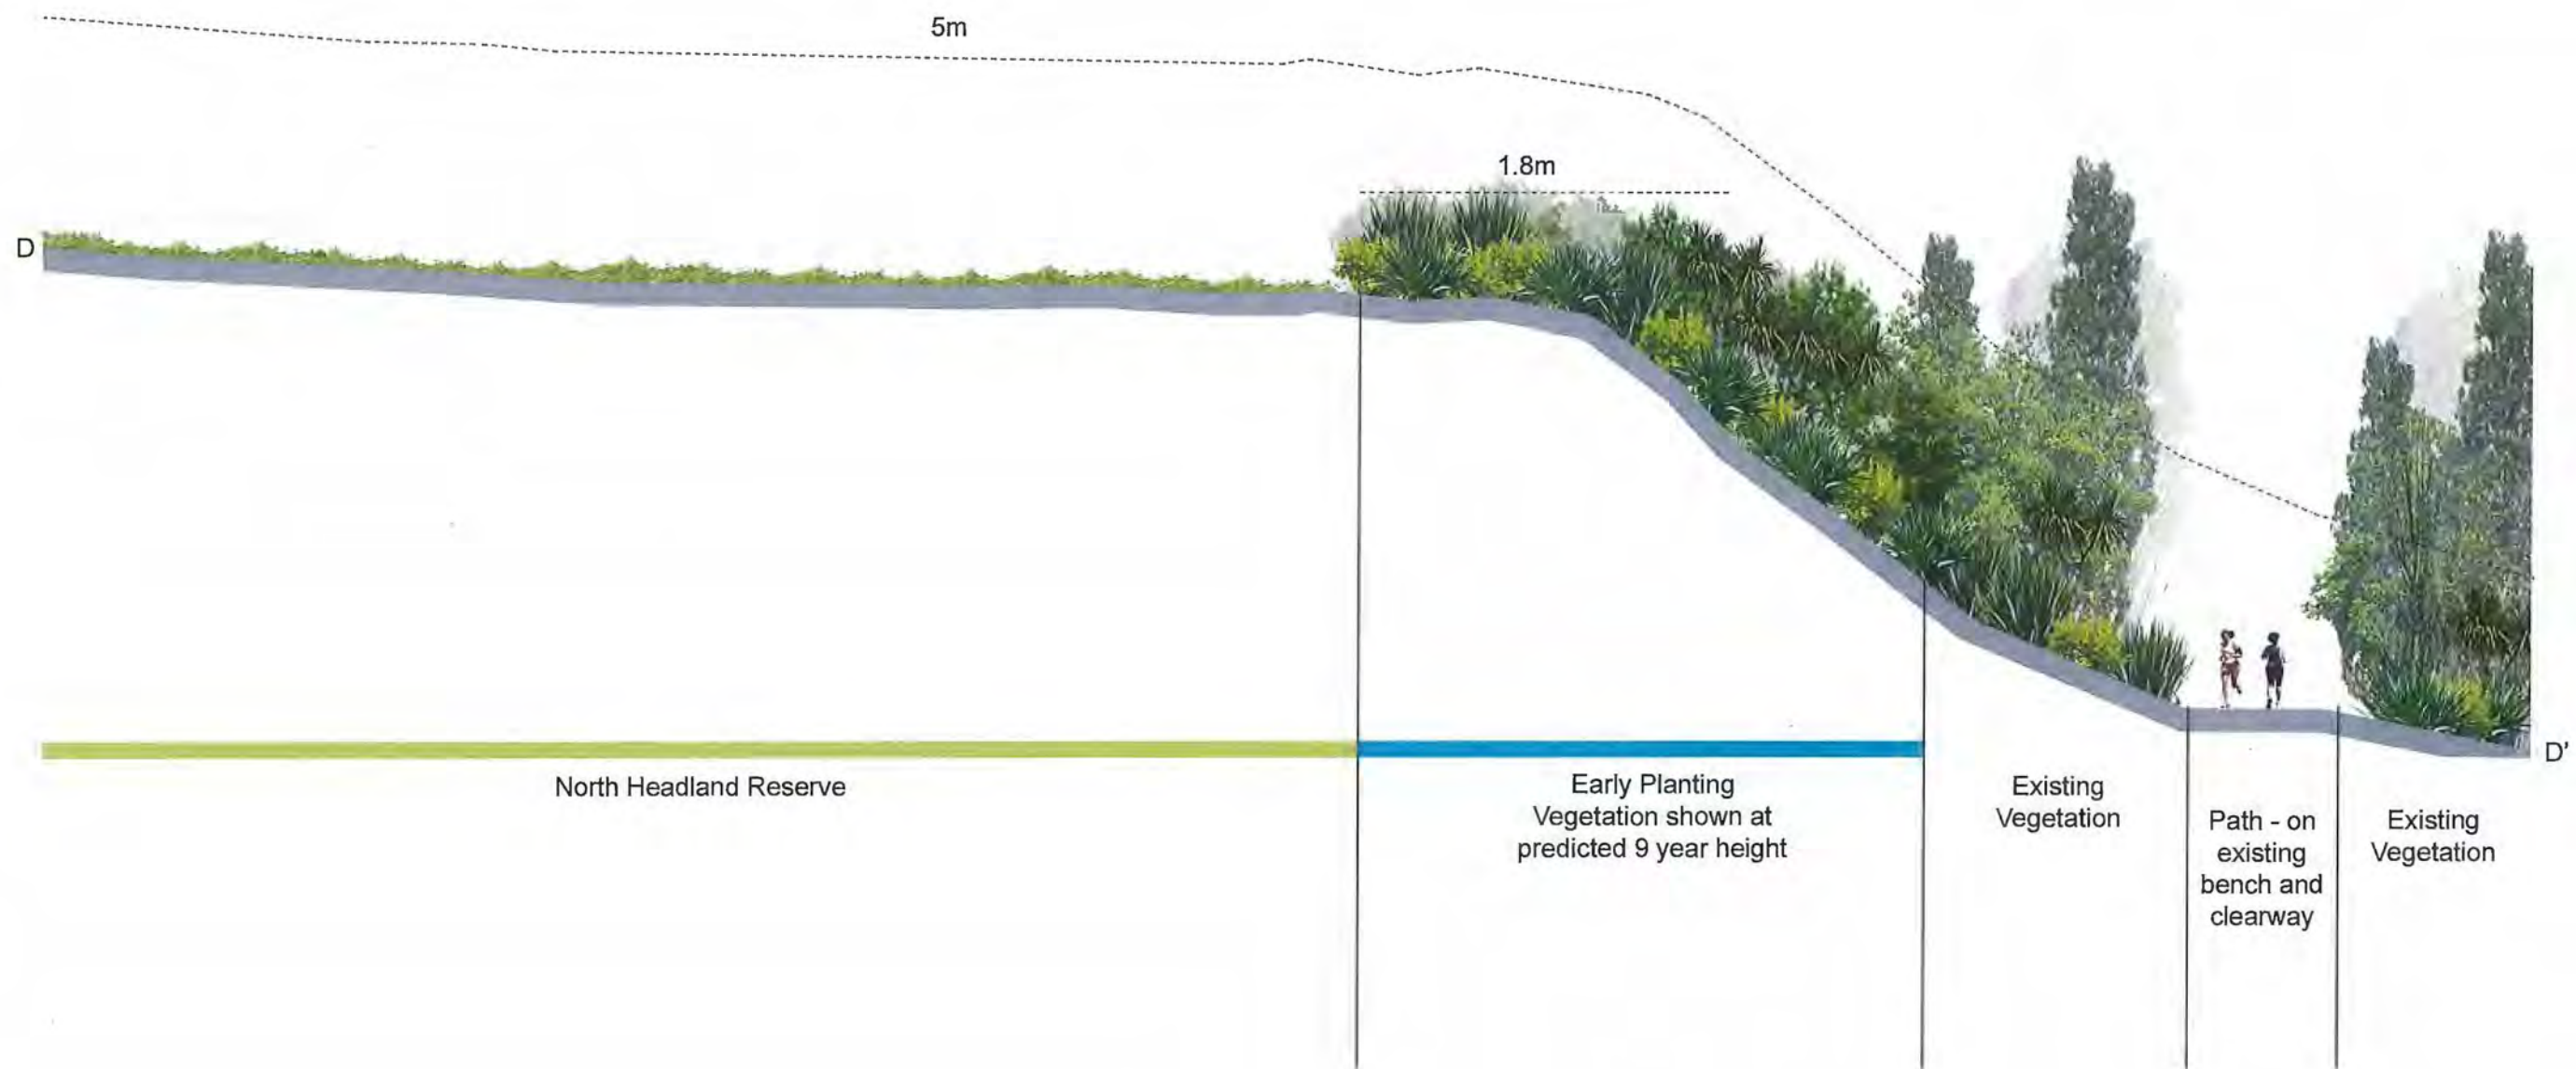 5m
1.8m
D
D'
North Headland Reserve
Early Planting
Vegetation shown at
predicted 9 year height
Existing
Vegetation
Path - on
existing
bench and
clearway
Existing
Vegetation